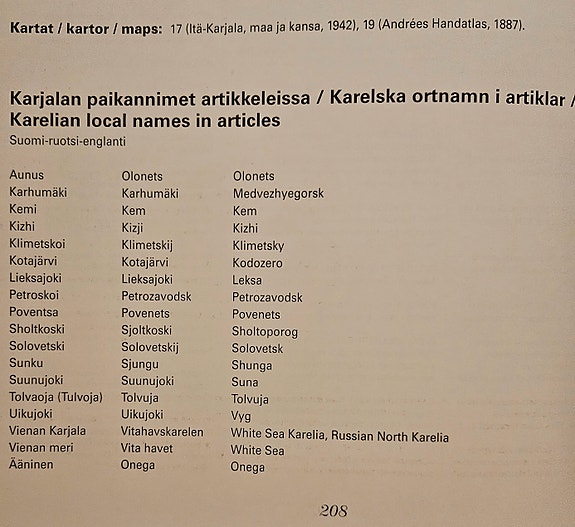 Kartat / kartor / maps: 17 (Itä-Karjala, maa ja kansa, 1942), 19 (Andrées Handatlas, 1887).
Karjalan paikannimet artikkeleissa / Karelska ortnamn i artiklar /
Karelian local names in articles
Suomi-ruotsi-englanti
Aunus Olonets Olonets
Karhumäki Karhumäki Medvezhyegorsk
Kemi Kem Kem
Kizhi Kizji Kizhi
Klimetskoi Klimetskij Klimetsky
Kotajärvi Kotajärvi Kodozero
Lieksajoki Lieksajoki Leksa
Petroskoi Petrozavodsk Petrozavodsk
Poventsa Povenets Povenets
Sholtkoski Sjoltkoski Sholtoporog
Solovetski Solovetskij Solovetsk
Sunku Sjungu Shunga
Suunujoki Suunujoki Suna
Tolvaoja (Tulvoja) Tolvuja Tolvuja
Uikujoki Uikujoki Vyg
Vienan Karjala Vitahavskarelen White Sea Karelia, Russian North Karelia
Vienan meri Vita havet White Sea
Ääninen Onega Onega
208